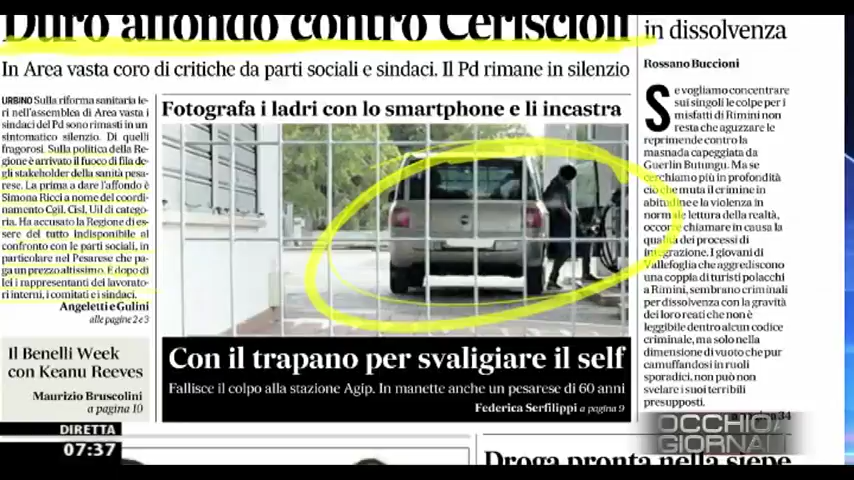 Duro affondo contro Ceriscioli
In Area vasta coro di critiche da parti sociali e sindaci. Il Pd rimane in silenzio
URBINO Sulla riforma sanitaria ie-
ri nell'assemblea di Area vasta i
sindaci del Pd sono rimasti in un
sintomatico silenzio. Di quelli
fragorosi. Sulla politica della Re-
gione è arrivato il fuoco di fila de-
gli stakeholder della sanità pesa-
rese. La prima a dare l'affondo è
Simona Ricci a nome del coordi-
namento Cgil, Cisl, Uil di catego-
ria. Ha accusato la Regione di es-
sere del tutto indisponibile al
confronto con le parti sociali, in
particolare nel Pesarese che pa-
ga un prezzo altissimo. E dopo di
lei i rappresentanti dei lavorato-
ri interni, i comitati e i sindaci.
Angeletti e Gulini
alle pagine 2 e 3
Il Benelli Week
con Keanu Reeves
Maurizio Bruscolini
a pagina 10
Fotografa i ladri con lo smartphone e li incastra
Con il trapano per svaligiare il self
Fallisce il colpo alla stazione Agip. In manette anche un pesarese di 60 anni
Federica Serfilippi a pagina 9
in dissolvenza
Rossano Buccioni
Se vogliamo concentrare
sui singoli le colpe per i
misfatti di Rimini non
resta che aguzzare le
reprimende contro la
masnada capeggiata da
Guerlin Butungu. Ma se
cerchiamo più in profondità
ciò che muta il crimine in
abitudine e la violenza in
normale lettura della realtà,
occorre chiamare in causa la
qualità dei processi di
integrazione. I giovani di
Vallefoglia che aggrediscono
una coppia di turisti polacchi
a Rimini, sembrano criminali
per dissolvenza con la gravità
dei loro reati che non è
leggibile dentro alcun codice
criminale, ma solo nella
dimensione di vuoto che pur
camuffandosi in ruoli
sporadici, non può non
svelare i suoi terribili
presupposti.
a pagina 34
Droga pronta nella siepe
DIRETTA
07:37
OCCHIO AI
GIORNALI